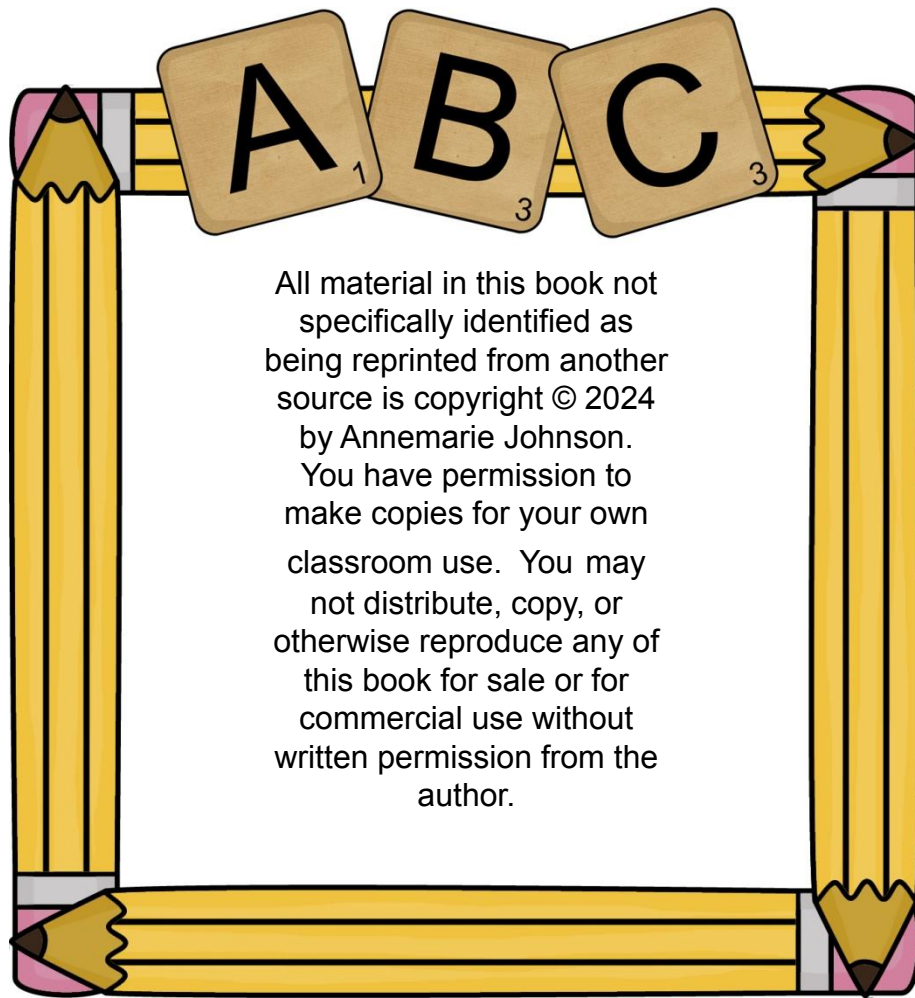 A B C
1 3 3
All material in this book not
specifically identified as
being reprinted from another
source is copyright © 2024
by Annemarie Johnson.
You have permission to
make copies for your own
classroom use.  You may
not distribute, copy, or
otherwise reproduce any of
this book for sale or for
commercial use without
written permission from the
author.